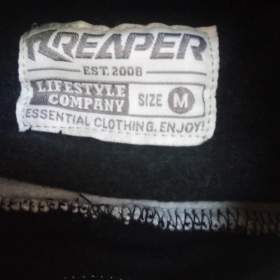 REAPER
EST. 2008
LIFESTYLE
COMPANY
SIZE M
ESSENTIAL CLOTHING, ENJOY!